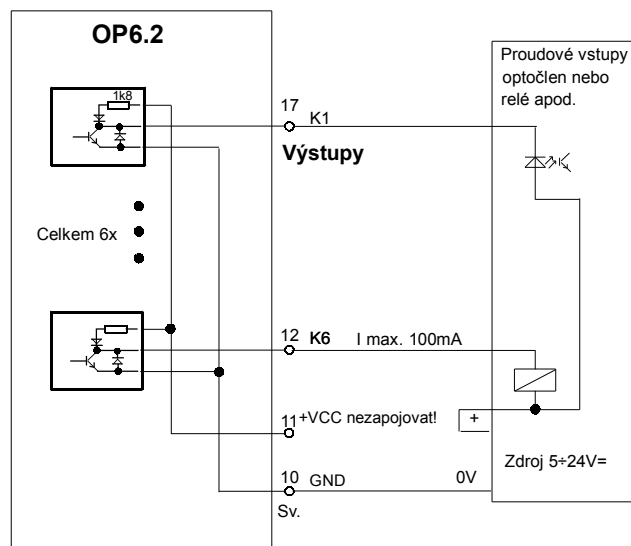 OP6.2
Proudové vstupy
optočlen nebo
relé apod.
1k8
17
K1
Výstupy
Celkem 6x
12
K6
I max. 100mA
11
+VCC nezapojovat!
+
Zdroj 5÷24V=
10
GND
0V
Sv.